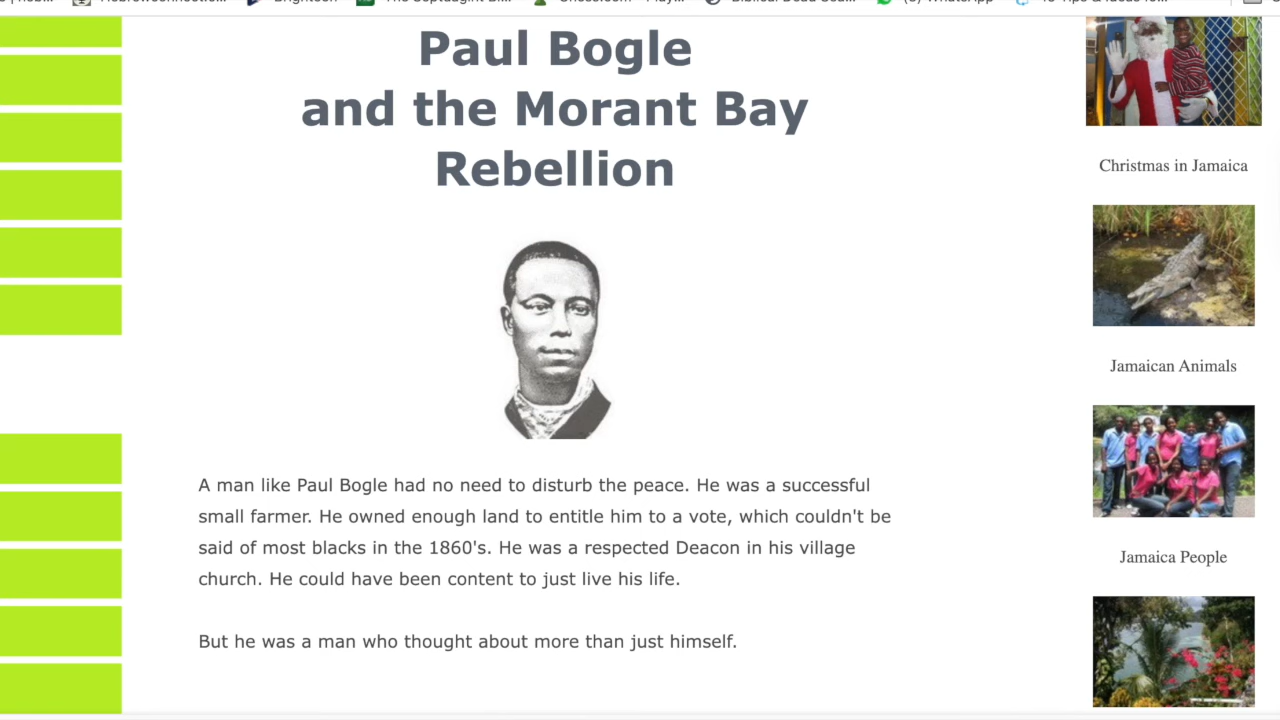 Paul Bogle
and the Morant Bay
Rebellion
A man like Paul Bogle had no need to disturb the peace. He was a successful
small farmer. He owned enough land to entitle him to a vote, which couldn't be
said of most blacks in the 1860's. He was a respected Deacon in his village
church. He could have been content to just live his life.
But he was a man who thought about more than just himself.
Christmas in Jamaica
Jamaican Animals
Jamaica People